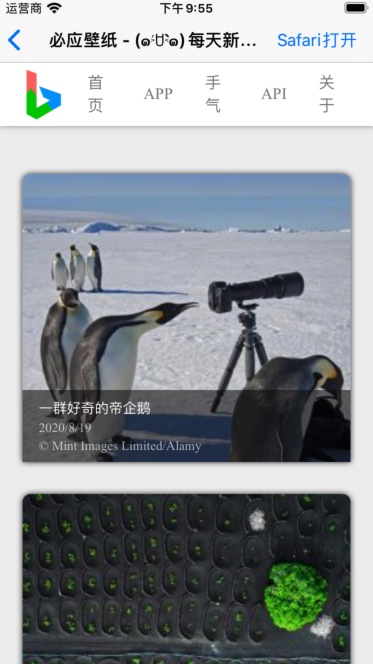 运营商 下午9:55
必应壁纸 - (๑•̀ㅂ•́๑) 每天新... Safari打开
首页 APP 手气 API 关于
一群好奇的帝企鹅
2020/8/19
© Mint Images Limited/Alamy